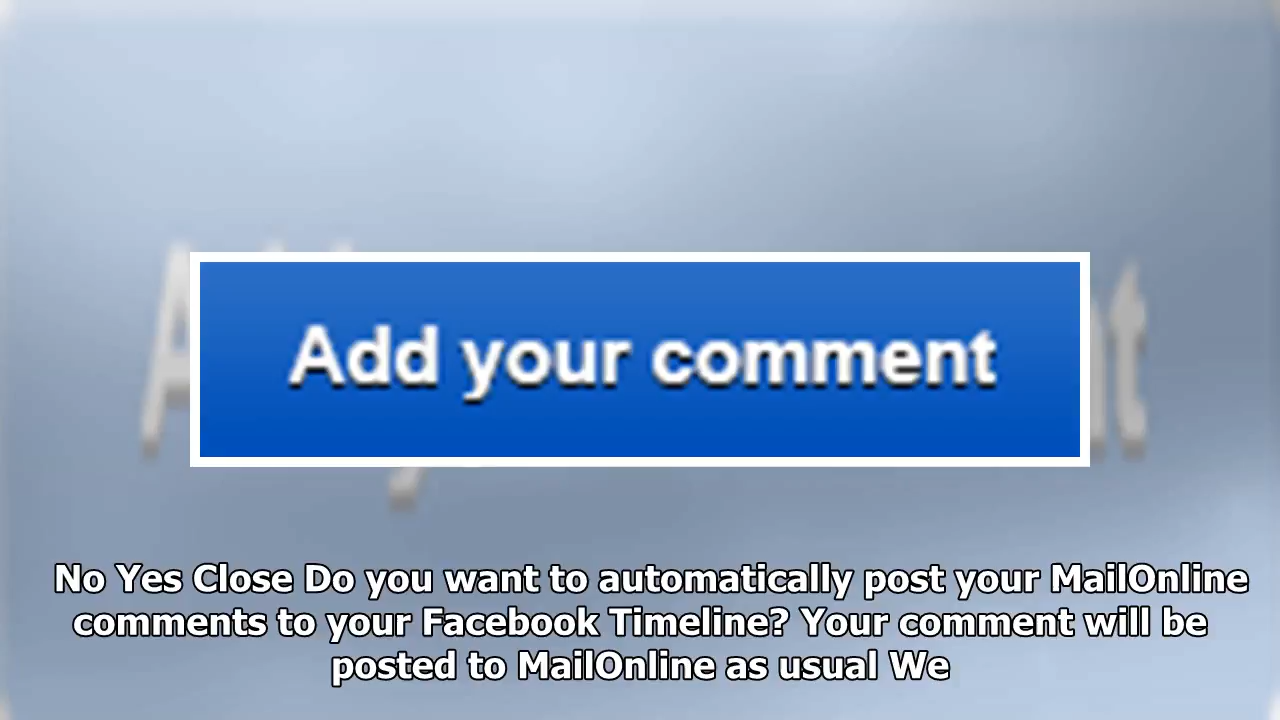 Add your comment
No Yes Close Do you want to automatically post your MailOnline
comments to your Facebook Timeline? Your comment will be
posted to MailOnline as usual We